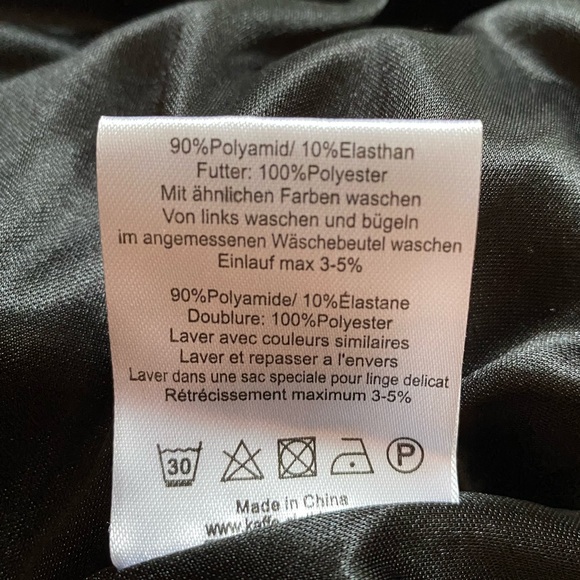 90%Polyamid/ 10%Elasthan
Futter: 100%Polyester
Mit ähnlichen Farben waschen
Von links waschen und bügeln
im angemessenen Wäschebeutel waschen
Einlauf max 3-5%
90%Polyamide/ 10%Élastane
Doublure: 100%Polyester
Laver avec couleurs similaires
Laver et repasser a l'envers
Laver dans une sac speciale pour linge delicat
Rétrécissement maximum 3-5%
30 P
Made in China